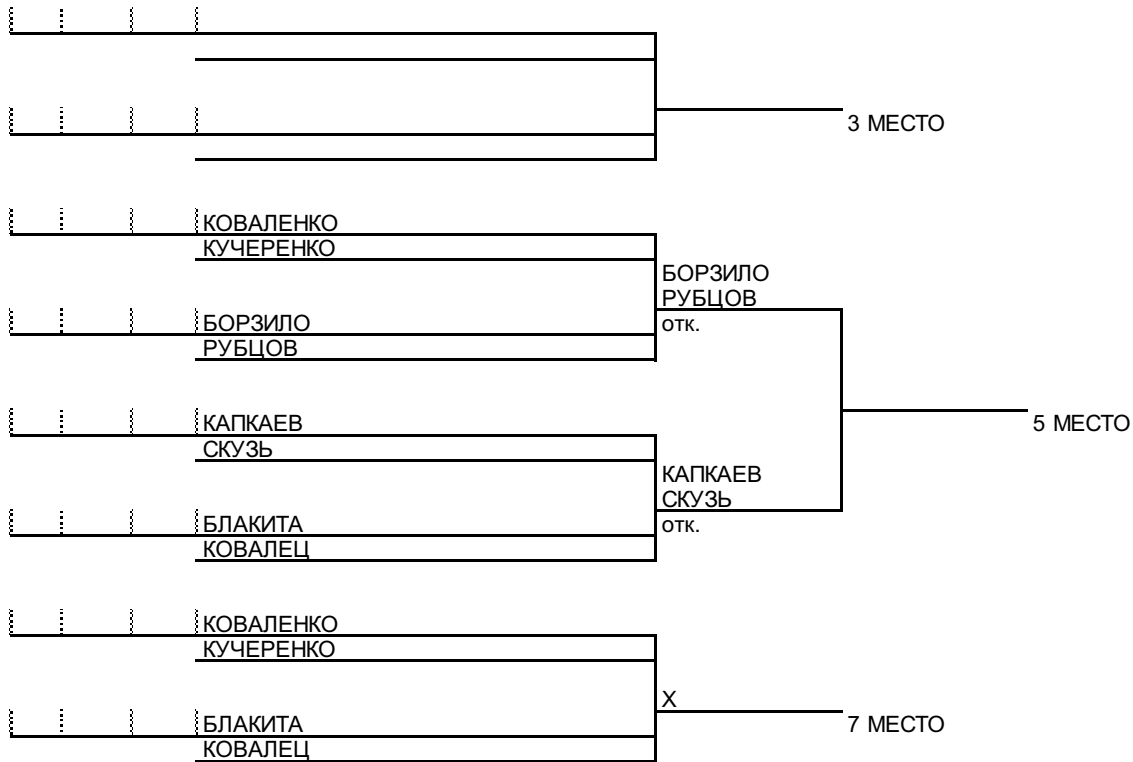 3 МЕСТО
КОВАЛЕНКО
КУЧЕРЕНКО
БОРЗИЛО
РУБЦОВ
отк.
БОРЗИЛО
РУБЦОВ
5 МЕСТО
КАПКАЕВ
СКУЗЬ
КАПКАЕВ
СКУЗЬ
отк.
БЛАКИТА
КОВАЛЕЦ
КОВАЛЕНКО
КУЧЕРЕНКО
X
7 МЕСТО
БЛАКИТА
КОВАЛЕЦ